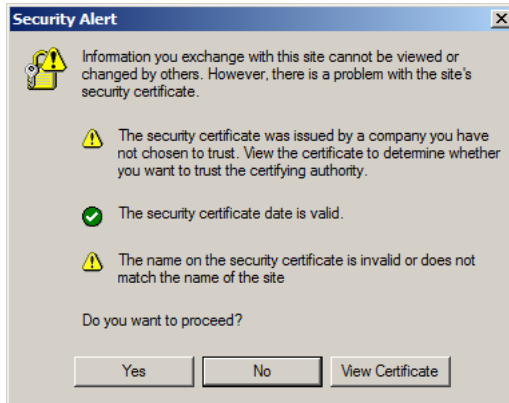 Security Alert
Information you exchange with this site cannot be viewed or
changed by others. However, there is a problem with the site's
security certificate.
The security certificate was issued by a company you have
not chosen to trust. View the certificate to determine whether
you want to trust the certifying authority.
The security certificate date is valid.
The name on the security certificate is invalid or does not
match the name of the site
Do you want to proceed?
Yes No View Certificate